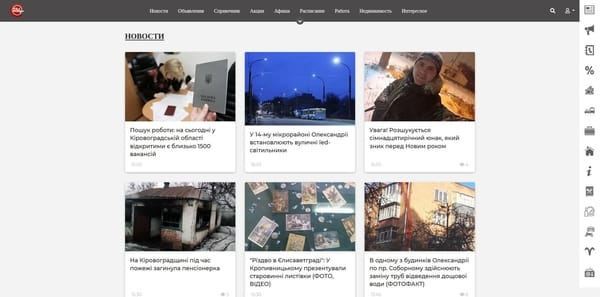 Новости Объявления Справочник Акции Афиша Расписание Работа Недвижимость Интересное
НОВОСТИ
Пошук роботи: на сьогодні у
Кіровоградській області
відкритими є близько 1500
вакансій
У 14-му мікрорайоні Олександрії
встановлюють вуличні led-
світильники
Увага! Розшукується
сімнадцятирічний юнак, який
зник перед Новим роком
На Кіровоградщині під час
пожежі загинула пенсіонерка
"Різдво в Єлисаветграді": У
Кропивницькому презентували
старовинні листівки (ФОТО,
ВІДЕО)
В одному з будинків Олександрії
по пр. Соборному здійснюють
заміну труб відведення дощової
води (ФОТОФАКТ)